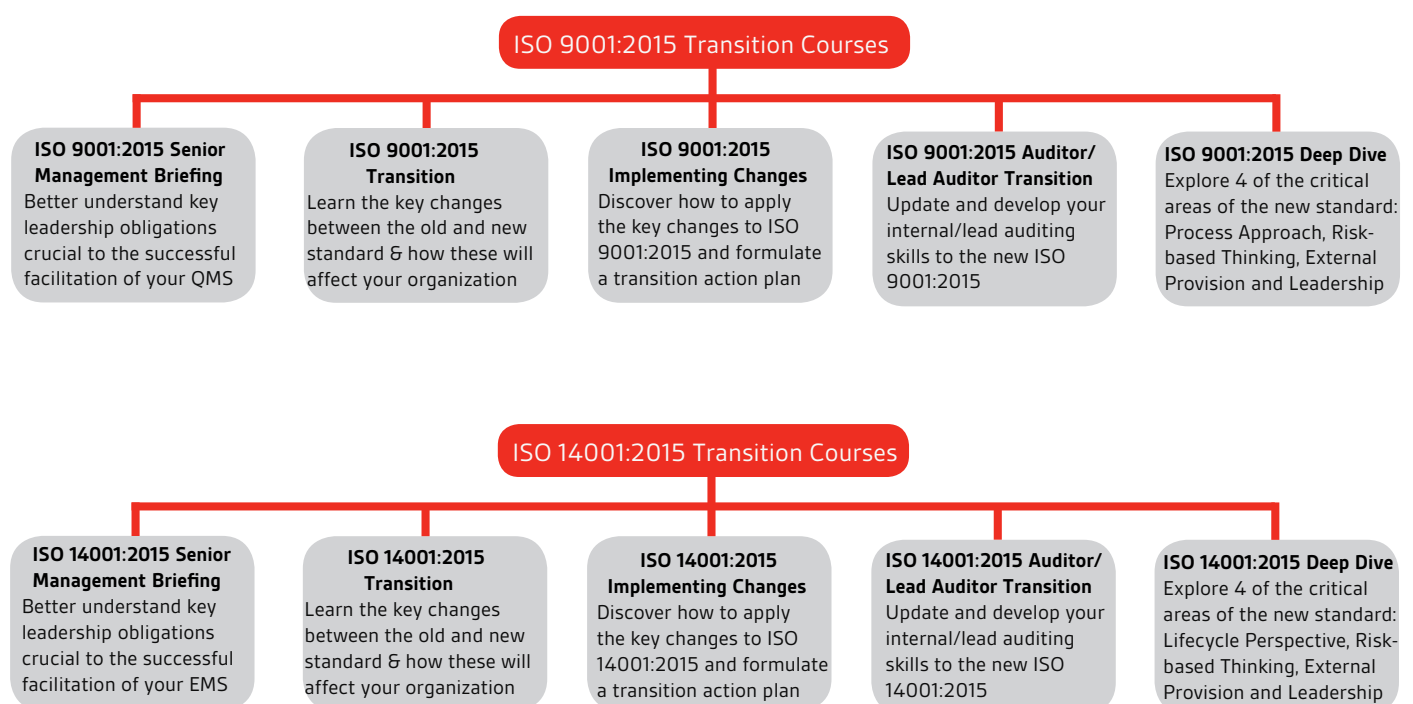 ISO 9001:2015 Transition Courses
ISO 9001:2015 Senior
Management Briefing
Better understand key
leadership obligations
crucial to the successful
facilitation of your QMS
ISO 9001:2015
Transition
Learn the key changes
between the old and new
standard & how these will
affect your organization
ISO 9001:2015
Implementing Changes
Discover how to apply
the key changes to ISO
9001:2015 and formulate
a transition action plan
ISO 9001:2015 Auditor/
Lead Auditor Transition
Update and develop your
internal/lead auditing
skills to the new ISO
9001:2015
ISO 9001:2015 Deep Dive
Explore 4 of the critical
areas of the new standard:
Process Approach, Risk-
based Thinking, External
Provision and Leadership
ISO 14001:2015 Transition Courses
ISO 14001:2015 Senior
Management Briefing
Better understand key
leadership obligations
crucial to the successful
facilitation of your EMS
ISO 14001:2015
Transition
Learn the key changes
between the old and new
standard & how these will
affect your organization
ISO 14001:2015
Implementing Changes
Discover how to apply
the key changes to ISO
14001:2015 and formulate
a transition action plan
ISO 14001:2015 Auditor/
Lead Auditor Transition
Update and develop your
internal/lead auditing
skills to the new ISO
14001:2015
ISO 14001:2015 Deep Dive
Explore 4 of the critical
areas of the new standard:
Lifecycle Perspective, Risk-
based Thinking, External
Provision and Leadership